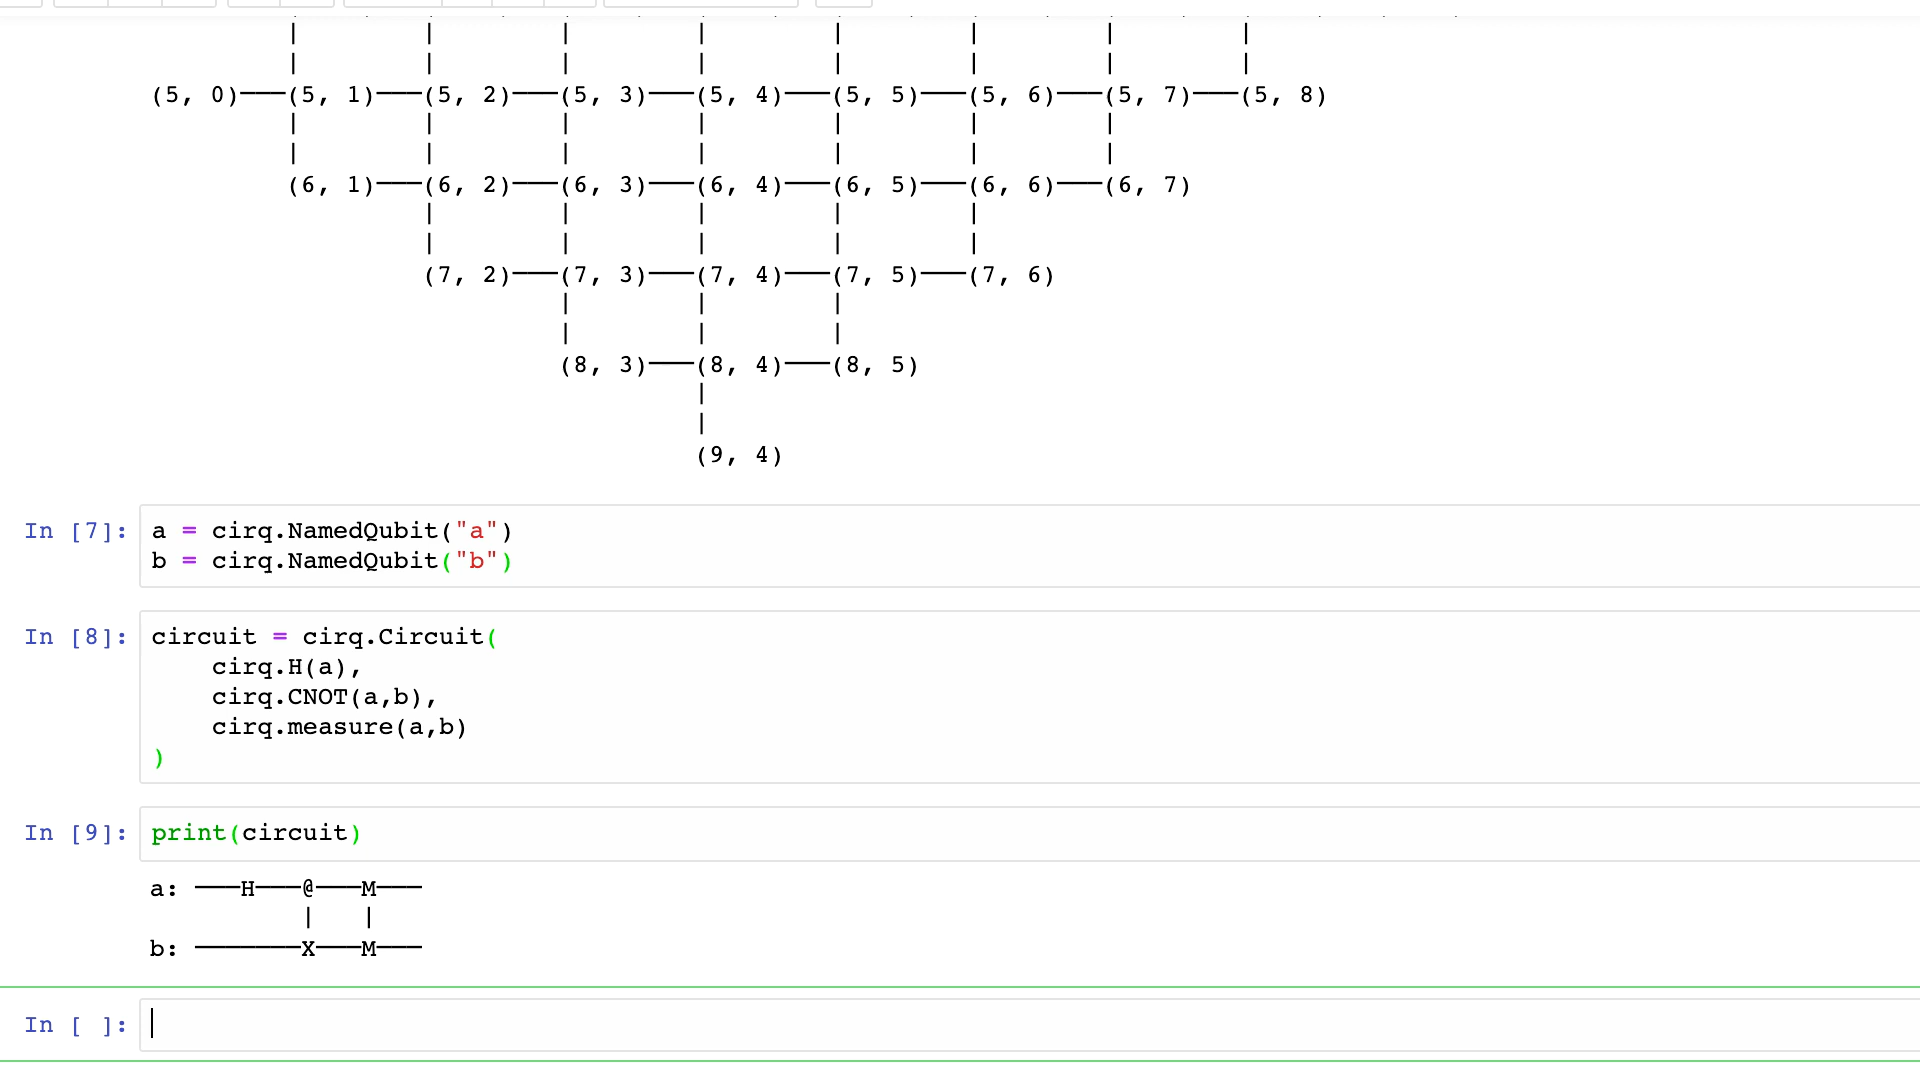 (5, 0)───(5, 1)───(5, 2)───(5, 3)───(5, 4)───(5, 5)───(5, 6)───(5, 7)───(5, 8)
(6, 1)───(6, 2)───(6, 3)───(6, 4)───(6, 5)───(6, 6)───(6, 7)
(7, 2)───(7, 3)───(7, 4)───(7, 5)───(7, 6)
(8, 3)───(8, 4)───(8, 5)
(9, 4)
In [7]: a = cirq.NamedQubit("a")
b = cirq.NamedQubit("b")
In [8]: circuit = cirq.Circuit(
cirq.H(a),
cirq.CNOT(a,b),
cirq.measure(a,b)
)
In [9]: print(circuit)
a: ───H───@───M───
│   │
b: ───────X───M───
In [ ]: